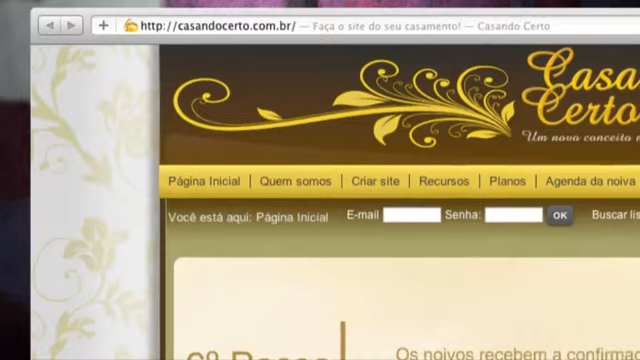 http://casandocerto.com.br/ — Faça o site do seu casamento! — Casando Certo
Casa
Certo
Um novo conceito e
Página Inicial | Quem somos | Criar site | Recursos | Planos | Agenda da noiva
Você está aqui: Página Inicial E-mail Senha: OK Buscar lis
Os noivos recebem a confirmaç